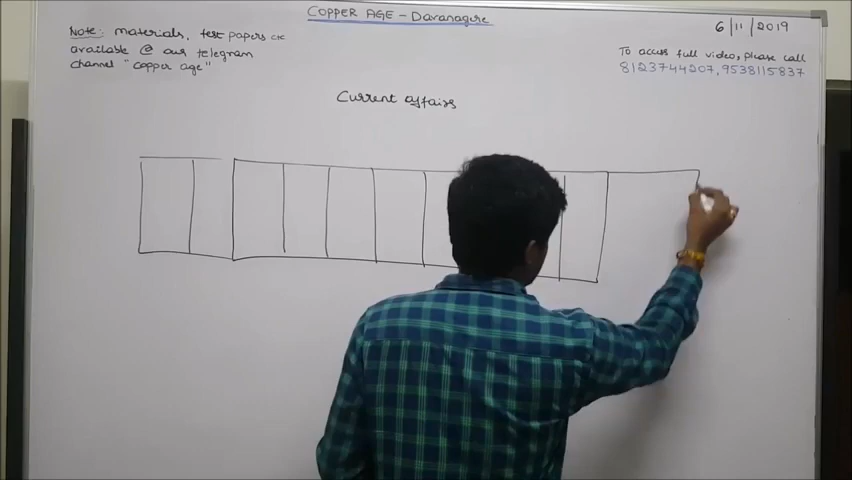 COPPER AGE - Davanagere
6/11/2019
Note: materials, test papers etc
available @ our telegram
channel "copper age"
To access full video, please call
8123744207, 9538115837
Current affairs